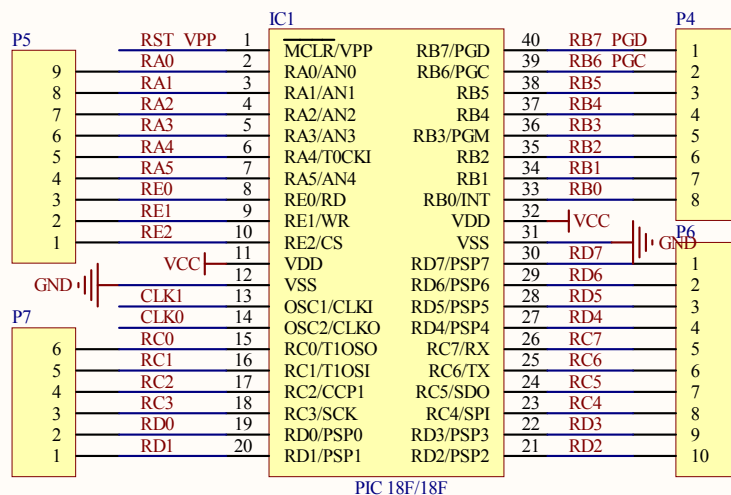 IC1
P5
P4
RST VPP 1 MCLR/VPP RB7/PGD 40 RB7 PGD 1
9 RA0 2 RA0/AN0 RB6/PGC 39 RB6 PGC 2
8 RA1 3 RA1/AN1 RB5 38 RB5 3
7 RA2 4 RA2/AN2 RB4 37 RB4 4
6 RA3 5 RA3/AN3 RB3/PGM 36 RB3 5
5 RA4 6 RA4/T0CKI RB2 35 RB2 6
4 RA5 7 RA5/AN4 RB1 34 RB1 7
3 RE0 8 RE0/RD RB0/INT 33 RB0 8
2 RE1 9 RE1/WR VDD 32 VCC
1 RE2 10 RE2/CS VSS 31 GND
P6
VCC 11 VDD RD7/PSP7 30 RD7 1
GND 12 VSS RD6/PSP6 29 RD6 2
CLK1 13 OSC1/CLKI RD5/PSP5 28 RD5 3
P7
CLK0 14 OSC2/CLKO RD4/PSP4 27 RD4 4
6 RC0 15 RC0/T1OSO RC7/RX 26 RC7 5
5 RC1 16 RC1/T1OSI RC6/TX 25 RC6 6
4 RC2 17 RC2/CCP1 RC5/SDO 24 RC5 7
3 RC3 18 RC3/SCK RC4/SPI 23 RC4 8
2 RD0 19 RD0/PSP0 RD3/PSP3 22 RD3 9
1 RD1 20 RD1/PSP1 RD2/PSP2 21 RD2 10
PIC 18F/18F